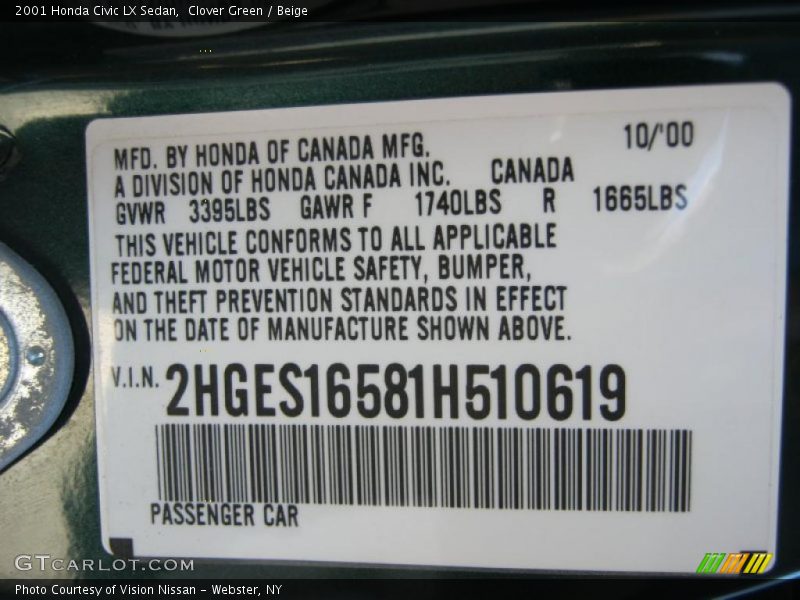 2001 Honda Civic LX Sedan,  Clover Green / Beige
10/'00
MFD. BY HONDA OF CANADA MFG.
A DIVISION OF HONDA CANADA INC. CANADA
GVWR 3395LBS GAWR F 1740LBS R 1665LBS
THIS VEHICLE CONFORMS TO ALL APPLICABLE
FEDERAL MOTOR VEHICLE SAFETY, BUMPER,
AND THEFT PREVENTION STANDARDS IN EFFECT
ON THE DATE OF MANUFACTURE SHOWN ABOVE.
V.I.N. 2HGES16581H510619
PASSENGER CAR
GTCARLOT.COM
Photo Courtesy of Vision Nissan - Webster, NY